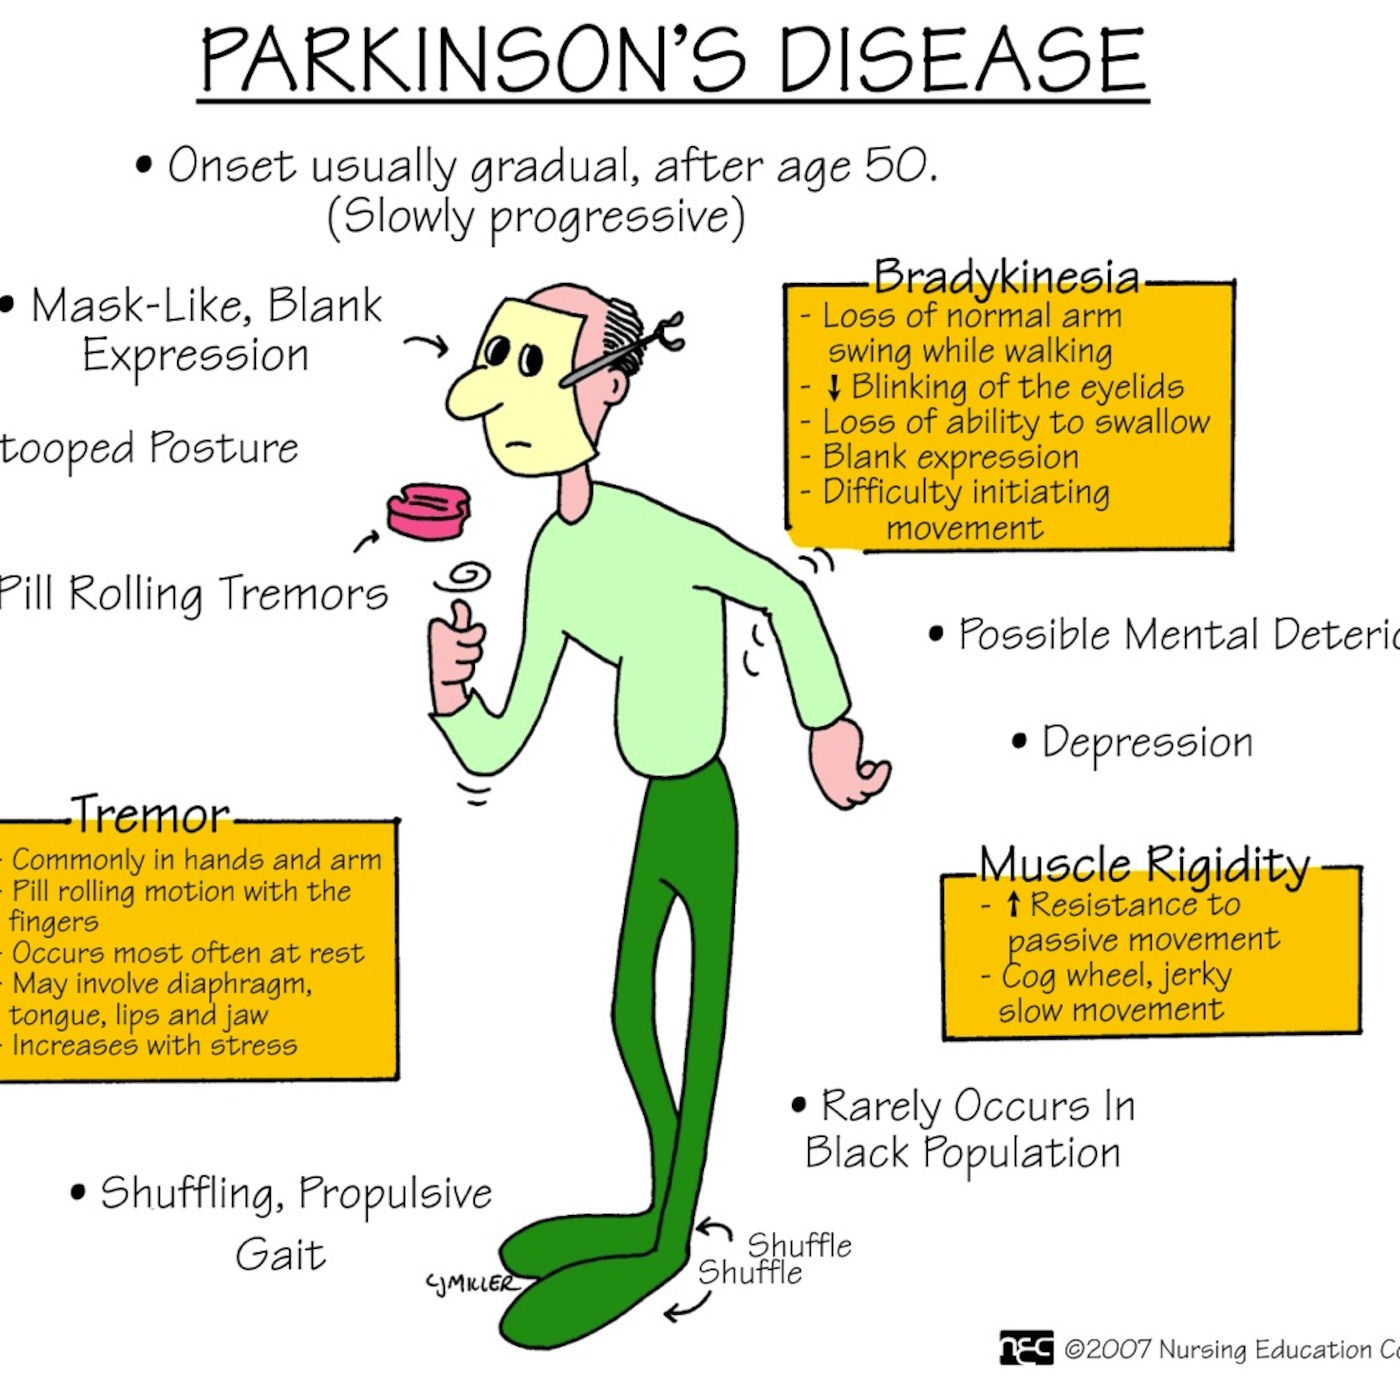 PARKINSON'S DISEASE
• Onset usually gradual, after age 50.
(Slowly progressive)
• Mask-Like, Blank
Expression
tooped Posture
Pill Rolling Tremors
Bradykinesia
- Loss of normal arm
swing while walking
- ↓ Blinking of the eyelids
- Loss of ability to swallow
- Blank expression
- Difficulty initiating
movement
• Possible Mental Deterio
• Depression
Tremor
- Commonly in hands and arm
- Pill rolling motion with the
fingers
- Occurs most often at rest
- May involve diaphragm,
tongue, lips and jaw
- Increases with stress
Muscle Rigidity
- ↑ Resistance to
passive movement
- Cog wheel, jerky
slow movement
• Rarely Occurs In
Black Population
• Shuffling, Propulsive
Gait
Shuffle
Shuffle
CJMILLER
nec ©2007 Nursing Education Co